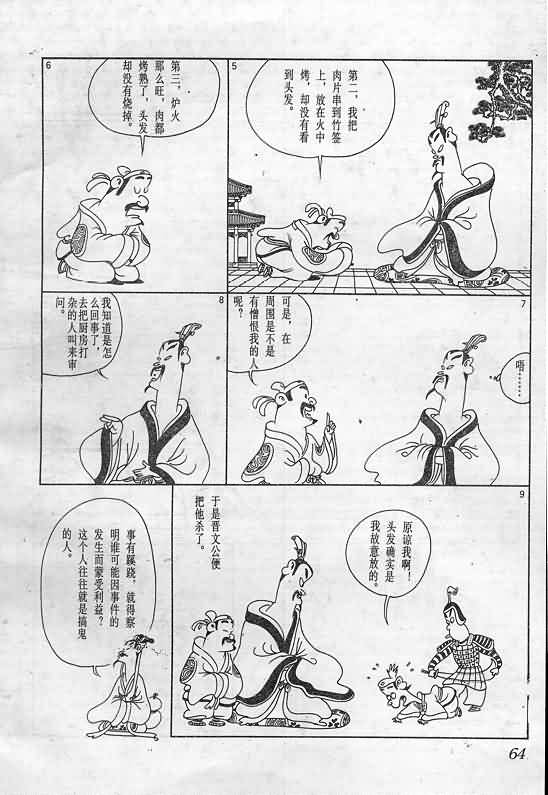 5
第二，我把
肉片串到竹签
上，放在火中
烤，却没有看
到头发。
6
第三，炉火
那么旺，肉都
烤熟了，头发
却没有烧掉。
7
唔……
可是，在
周围是不是
有憎恨我的人
呢？
8
我知道是怎
么回事了，
去把厨房打
杂的人叫来审
问。
9
原谅我啊！
头发确实是
我故意放的。
于是晋文公便
把他杀了。
事有蹊跷，就得察
明谁可能因事件的
发生而蒙受利益？
这个人往往就是搞鬼
的人。
64